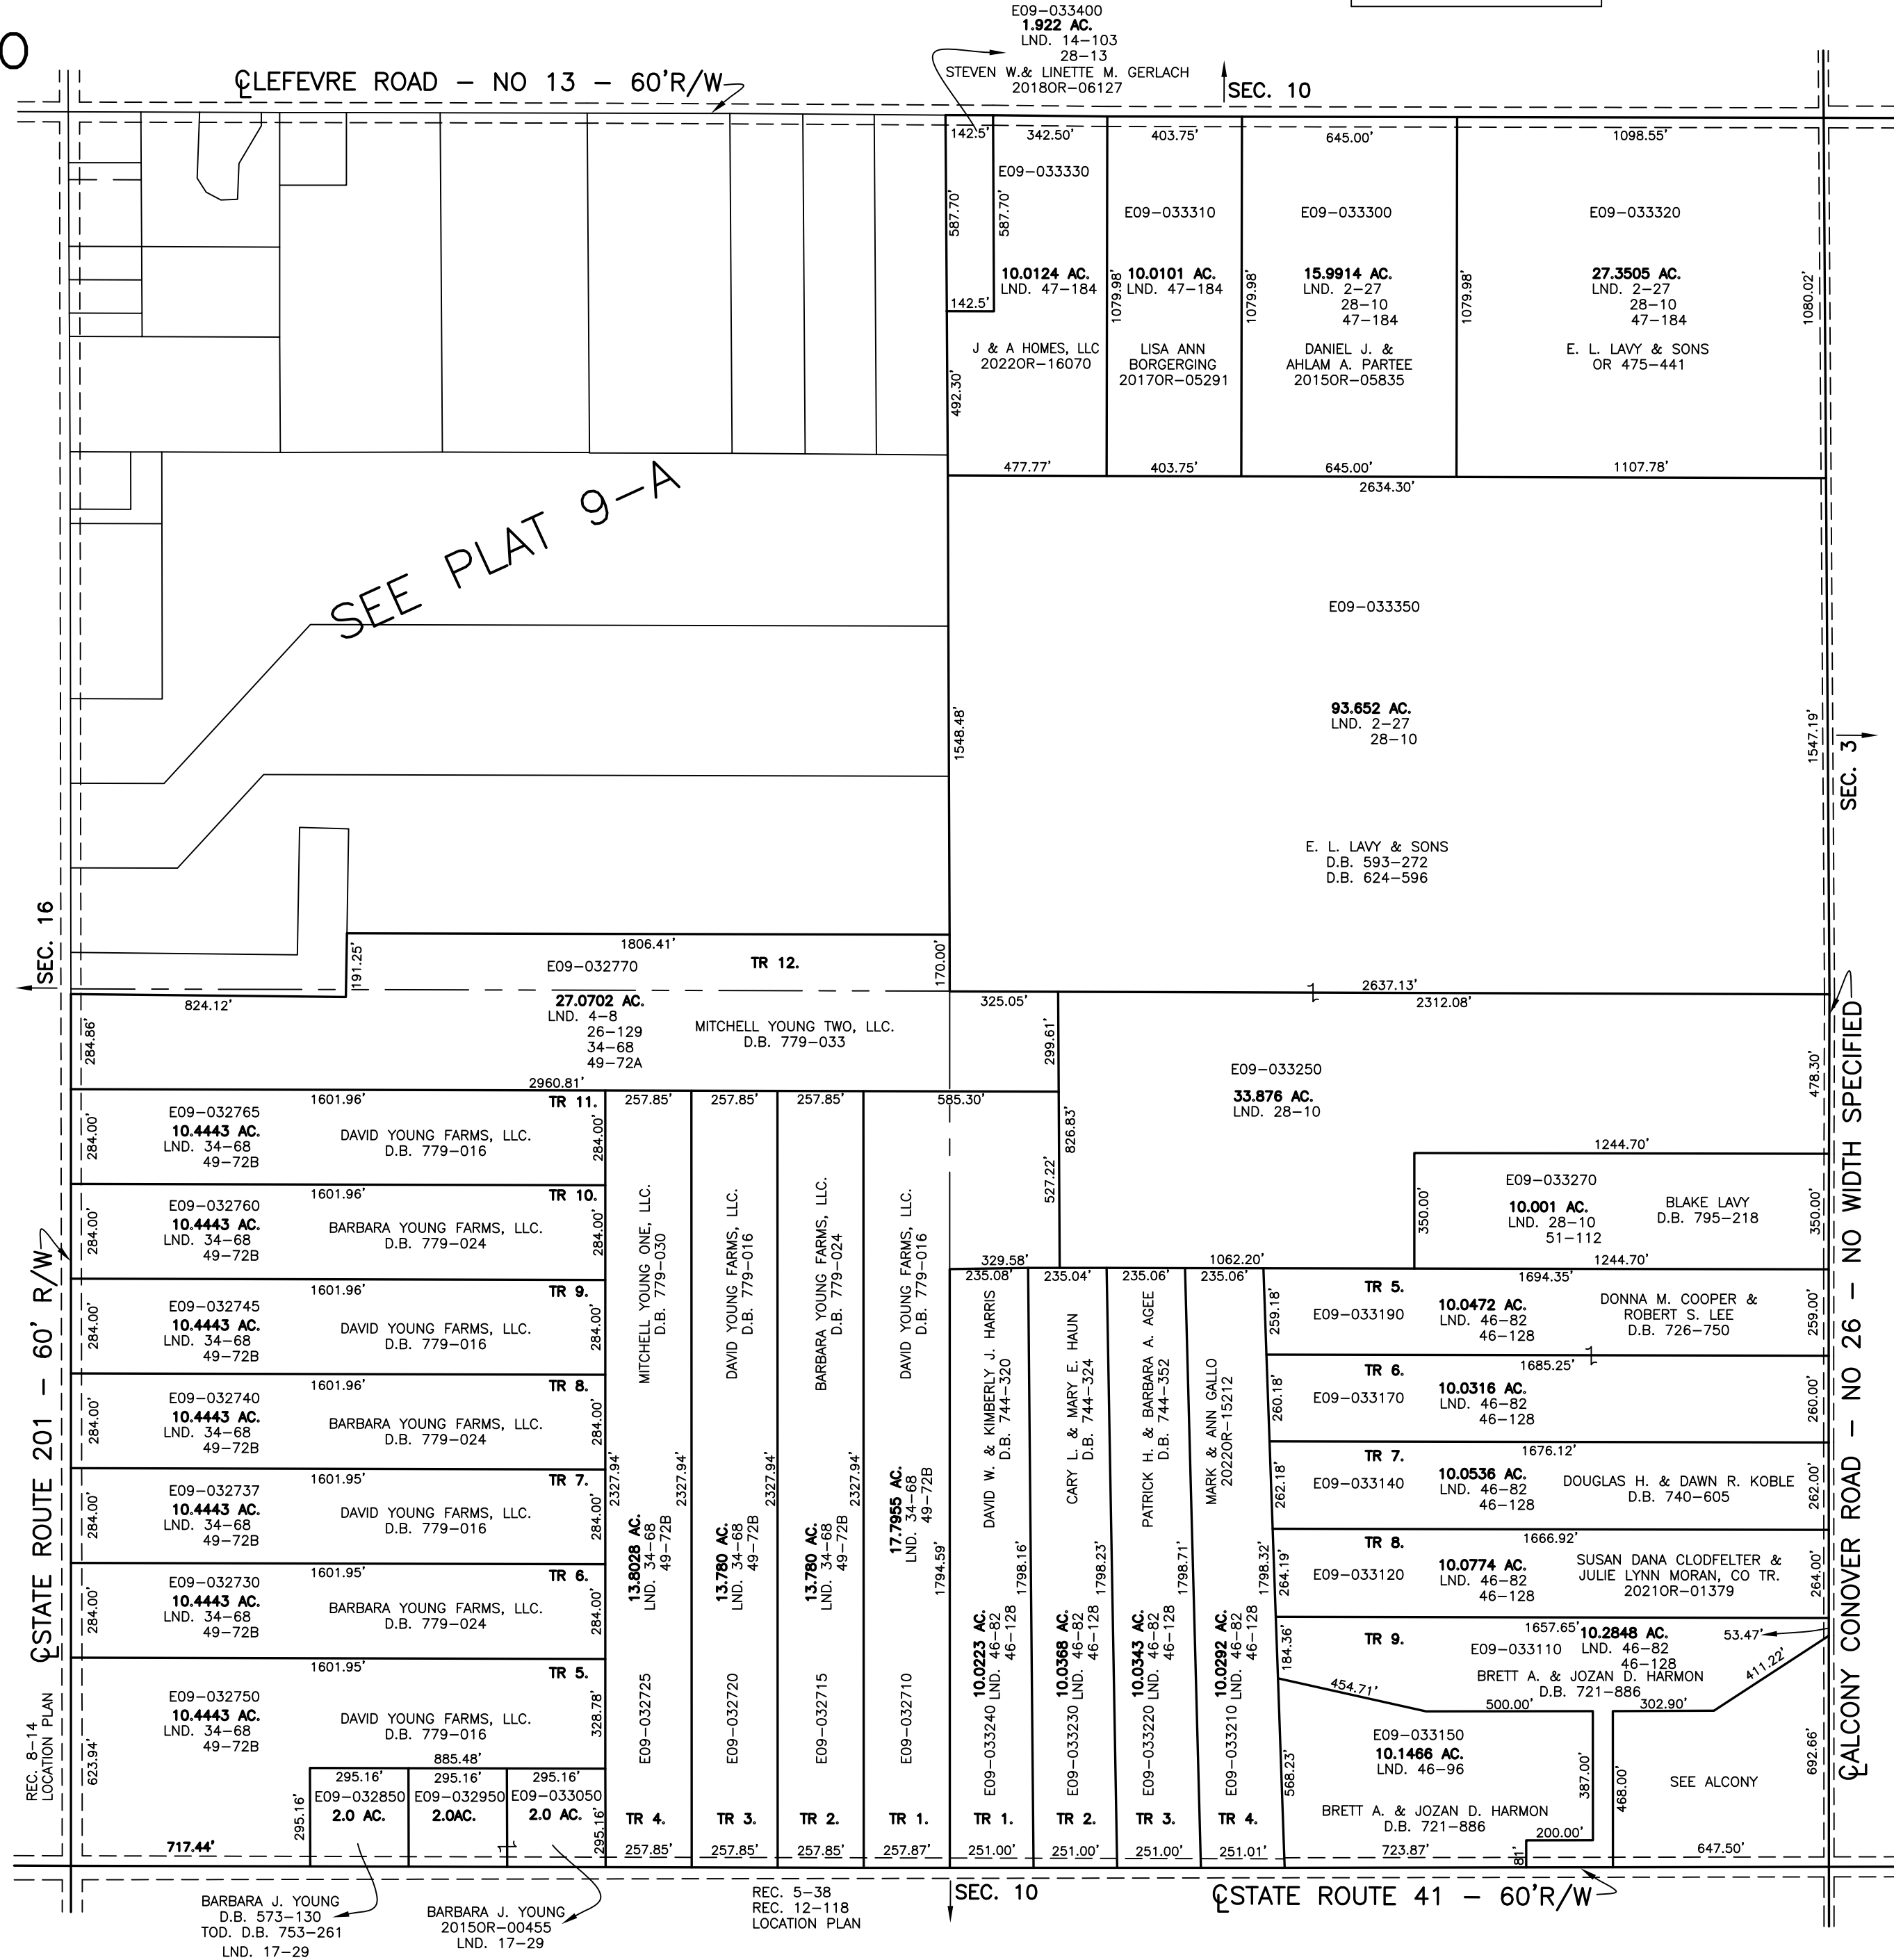 O
E09-033400
1.922 AC.
LND. 14-103
28-13
STEVEN W.& LINETTE M. GERLACH
2018OR-06127
℄LEFEVRE ROAD - NO 13 - 60'R/W
SEC. 10
142.5'
342.50'
403.75'
645.00'
1098.55'
587.70'
587.70'
142.5'
492.30'
E09-033330
10.0124 AC.
LND. 47-184
J & A HOMES, LLC
2022OR-16070
477.77'
1079.98'
E09-033310
10.0101 AC.
LND. 47-184
LISA ANN
BORGERGING
2017OR-05291
403.75'
1079.98'
E09-033300
15.9914 AC.
LND. 2-27
28-10
47-184
DANIEL J. &
AHLAM A. PARTEE
2015OR-05835
645.00'
1079.98'
E09-033320
27.3505 AC.
LND. 2-27
28-10
47-184
E. L. LAVY & SONS
OR 475-441
1107.78'
1080.02'
SEE PLAT 9-A
2634.30'
E09-033350
93.652 AC.
LND. 2-27
28-10
E. L. LAVY & SONS
D.B. 593-272
D.B. 624-596
1548.48'
1547.19'
SEC. 3
2637.13'
SEC. 16
1806.41'
E09-032770
TR 12.
191.25'
170.00'
824.12'
27.0702 AC.
LND. 4-8
26-129
34-68
49-72A
MITCHELL YOUNG TWO, LLC.
D.B. 779-033
284.86'
325.05'
299.61'
2960.81'
2312.08'
E09-033250
33.876 AC.
LND. 28-10
478.30'
826.83'
527.22'
329.58'
1062.20'
1244.70'
E09-033270
10.001 AC.
LND. 28-10
51-112
BLAKE LAVY
D.B. 795-218
350.00'
350.00'
1244.70'
1601.96'
TR 11.
E09-032765
10.4443 AC.
LND. 34-68
49-72B
DAVID YOUNG FARMS, LLC.
D.B. 779-016
284.00'
284.00'
1601.96'
TR 10.
E09-032760
10.4443 AC.
LND. 34-68
49-72B
BARBARA YOUNG FARMS, LLC.
D.B. 779-024
284.00'
284.00'
1601.96'
TR 9.
E09-032745
10.4443 AC.
LND. 34-68
49-72B
DAVID YOUNG FARMS, LLC.
D.B. 779-016
284.00'
284.00'
1601.96'
TR 8.
E09-032740
10.4443 AC.
LND. 34-68
49-72B
BARBARA YOUNG FARMS, LLC.
D.B. 779-024
284.00'
284.00'
1601.95'
TR 7.
E09-032737
10.4443 AC.
LND. 34-68
49-72B
DAVID YOUNG FARMS, LLC.
D.B. 779-016
284.00'
284.00'
1601.95'
TR 6.
E09-032730
10.4443 AC.
LND. 34-68
49-72B
BARBARA YOUNG FARMS, LLC.
D.B. 779-024
284.00'
284.00'
1601.95'
TR 5.
E09-032750
10.4443 AC.
LND. 34-68
49-72B
DAVID YOUNG FARMS, LLC.
D.B. 779-016
328.78'
623.94'
885.48'
295.16'
295.16'
295.16'
E09-032850
2.0 AC.
E09-032950
2.0AC.
E09-033050
2.0 AC.
295.16'
295.16'
717.44'
℄STATE ROUTE 201 - 60' R/W
REC. 8-14
LOCATION PLAN
257.85'
MITCHELL YOUNG ONE, LLC.
D.B. 779-030
2327.94'
13.8028 AC.
LND. 34-68
49-72B
E09-032725
TR 4.
257.85'
257.85'
DAVID YOUNG FARMS, LLC.
D.B. 779-016
2327.94'
13.780 AC.
LND. 34-68
49-72B
E09-032720
TR 3.
257.85'
257.85'
BARBARA YOUNG FARMS, LLC.
D.B. 779-024
2327.94'
13.780 AC.
LND. 34-68
49-72B
E09-032715
TR 2.
257.85'
585.30'
DAVID YOUNG FARMS, LLC.
D.B. 779-016
2327.94'
17.7955 AC.
LND. 34-68
49-72B
1794.59'
E09-032710
TR 1.
257.87'
235.08'
DAVID W. & KIMBERLY J. HARRIS
D.B. 744-320
1798.16'
10.0223 AC.
LND. 46-82
46-128
E09-033240
TR 1.
251.00'
235.04'
CARY L. & MARY E. HAUN
D.B. 744-324
1798.23'
10.0368 AC.
LND. 46-82
46-128
E09-033230
TR 2.
251.00'
235.06'
PATRICK H. & BARBARA A. AGEE
D.B. 744-352
1798.71'
10.0343 AC.
LND. 46-82
46-128
E09-033220
TR 3.
251.00'
235.06'
MARK & ANN GALLO
2022OR-15212
1798.32'
10.0292 AC.
LND. 46-82
46-128
E09-033210
TR 4.
251.01'
1694.35'
TR 5.
E09-033190
10.0472 AC.
LND. 46-82
46-128
DONNA M. COOPER &
ROBERT S. LEE
D.B. 726-750
259.18'
259.00'
1685.25'
TR 6.
E09-033170
10.0316 AC.
LND. 46-82
46-128
260.18'
260.00'
1676.12'
TR 7.
E09-033140
10.0536 AC.
LND. 46-82
46-128
DOUGLAS H. & DAWN R. KOBLE
D.B. 740-605
262.18'
262.00'
1666.92'
TR 8.
E09-033120
10.0774 AC.
LND. 46-82
46-128
SUSAN DANA CLODFELTER &
JULIE LYNN MORAN, CO TR.
2021OR-01379
264.19'
264.00'
1657.65'
TR 9.
E09-033110
10.2848 AC.
LND. 46-82
46-128
BRETT A. & JOZAN D. HARMON
D.B. 721-886
53.47'
184.36'
454.71'
500.00'
302.90'
411.22'
E09-033150
10.1466 AC.
LND. 46-96
BRETT A. & JOZAN D. HARMON
D.B. 721-886
568.23'
387.00'
468.00'
200.00'
81'
723.87'
SEE ALCONY
692.66'
647.50'
℄ALCONY CONOVER ROAD - NO 26 - NO WIDTH SPECIFIED
BARBARA J. YOUNG
D.B. 573-130
TOD. D.B. 753-261
LND. 17-29
BARBARA J. YOUNG
2015OR-00455
LND. 17-29
REC. 5-38
REC. 12-118
LOCATION PLAN
SEC. 10
℄STATE ROUTE 41 - 60'R/W